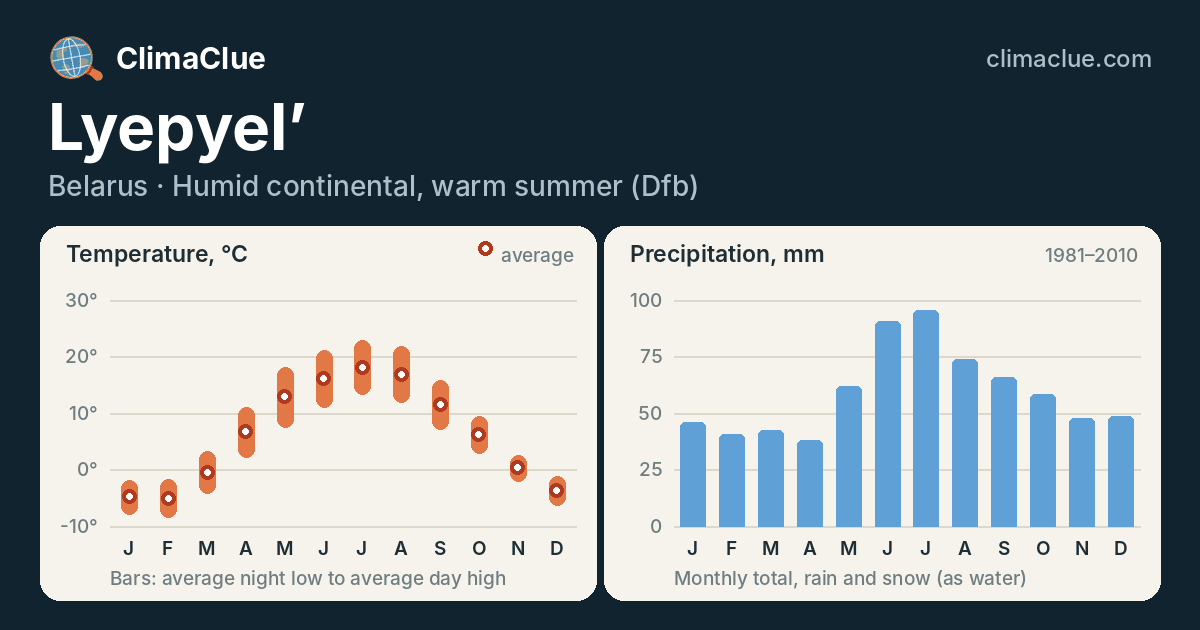 ClimaClue
climaclue.com
Lyepyel’
Belarus · Humid continental, warm summer (Dfb)
Temperature, °C
average
30°
20°
10°
0°
-10°
J F M A M J J A S O N D
Bars: average night low to average day high
Precipitation, mm
1981–2010
100
75
50
25
0
J F M A M J J A S O N D
Monthly total, rain and snow (as water)